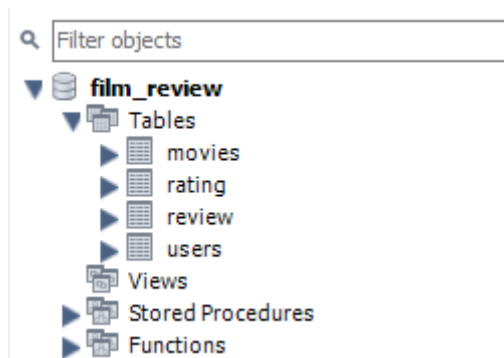 Filter objects
film_review
Tables
movies
rating
review
users
Views
Stored Procedures
Functions